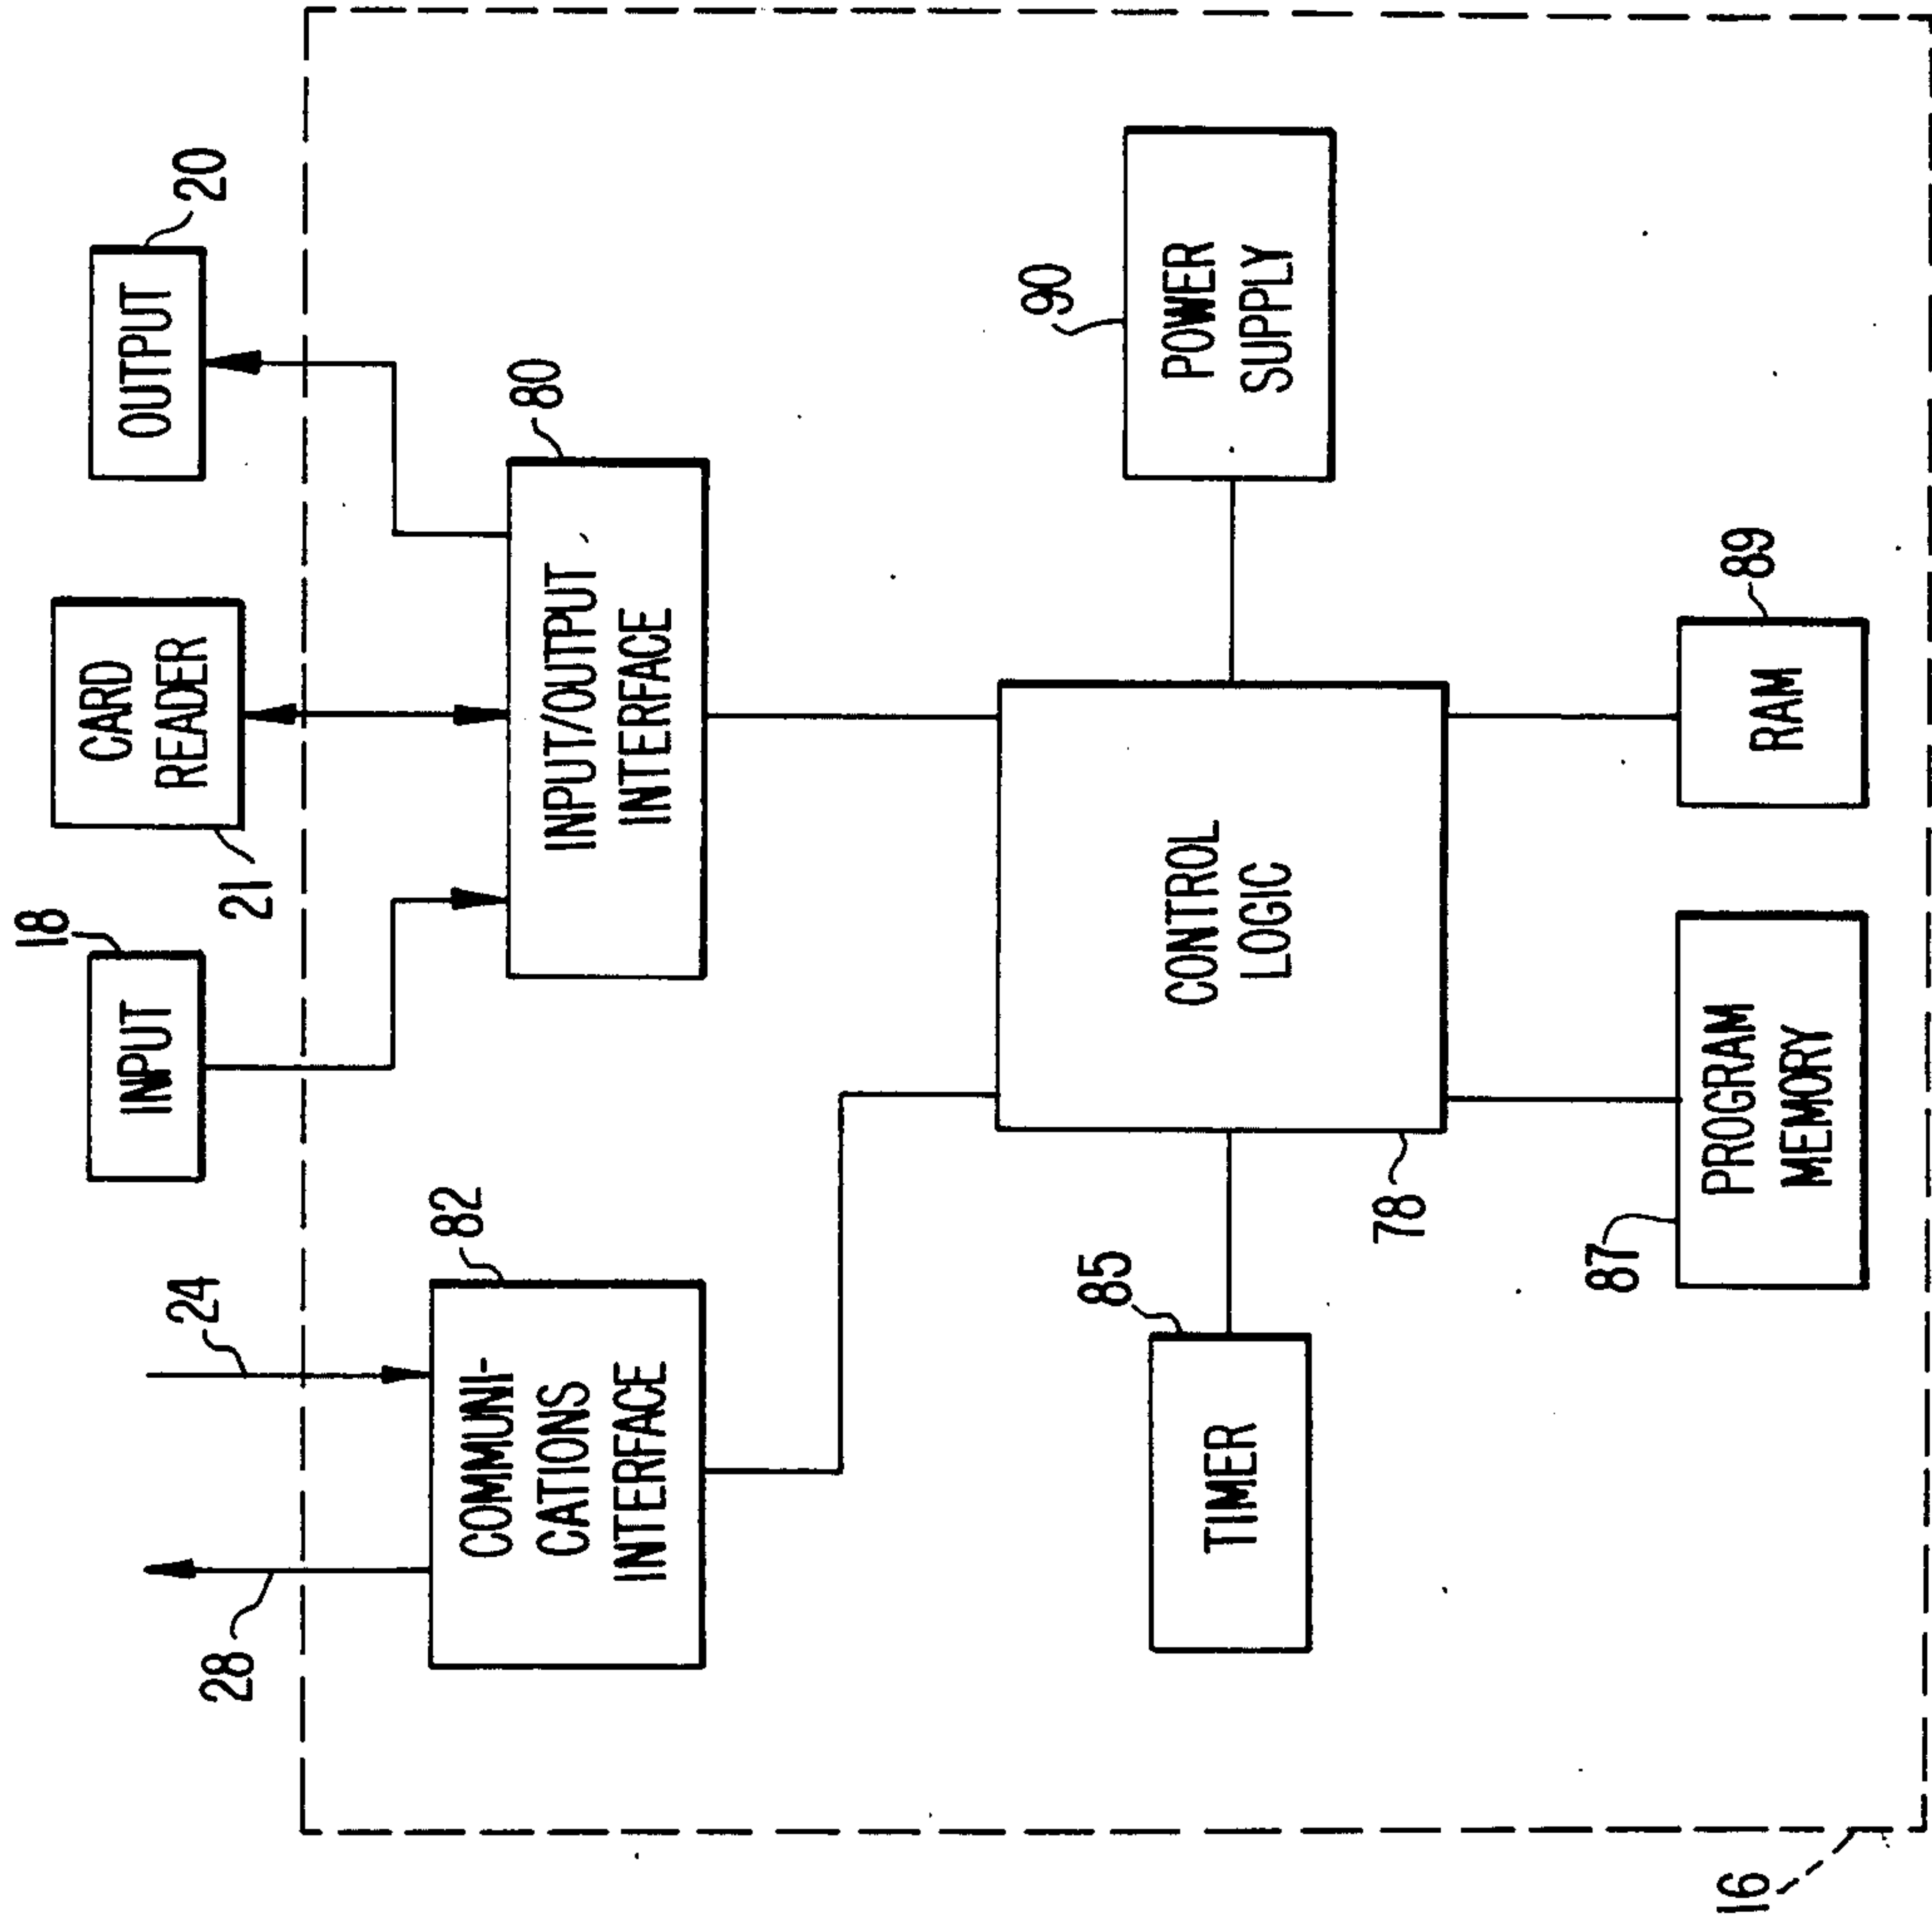 18
INPUT
21
CARD
READER
20
OUTPUT
28
24
82
COMMUNI-
CATIONS
INTERFACE
80
INPUT/OUTPUT
INTERFACE
85
TIMER
CONTROL
LOGIC
78
90
POWER
SUPPLY
87
PROGRAM
MEMORY
89
RAM
16